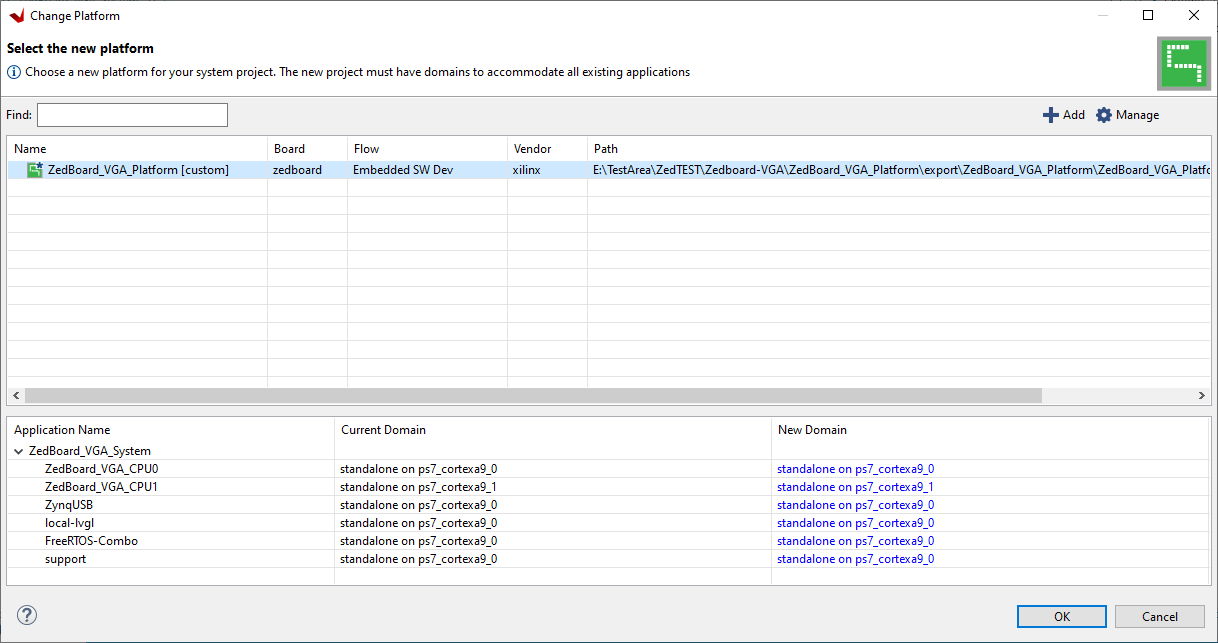 Change Platform
Select the new platform
Choose a new platform for your system project. The new project must have domains to accommodate all existing applications
Find:
Add Manage
Name Board Flow Vendor Path
ZedBoard_VGA_Platform [custom] zedboard Embedded SW Dev xilinx E:\TestArea\ZedTEST\Zedboard-VGA\ZedBoard_VGA_Platform\export\ZedBoard_VGA_Platform\ZedBoard_VGA_Platfo
Application Name Current Domain New Domain
ZedBoard_VGA_System
ZedBoard_VGA_CPU0 standalone on ps7_cortexa9_0 standalone on ps7_cortexa9_0
ZedBoard_VGA_CPU1 standalone on ps7_cortexa9_1 standalone on ps7_cortexa9_1
ZynqUSB standalone on ps7_cortexa9_0 standalone on ps7_cortexa9_0
local-lvgl standalone on ps7_cortexa9_0 standalone on ps7_cortexa9_0
FreeRTOS-Combo standalone on ps7_cortexa9_0 standalone on ps7_cortexa9_0
support standalone on ps7_cortexa9_0 standalone on ps7_cortexa9_0
? OK Cancel